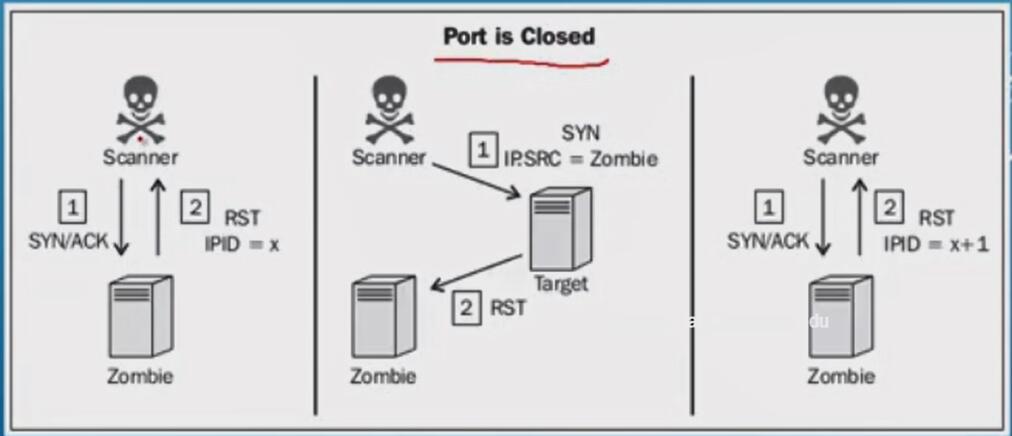 Port is Closed
Scanner
1
SYN/ACK
2
RST
IPID = x
Zombie
Scanner
1
SYN
IP.SRC = Zombie
Target
2
RST
Zombie
Scanner
1
SYN/ACK
2
RST
IPID = x+1
Zombie